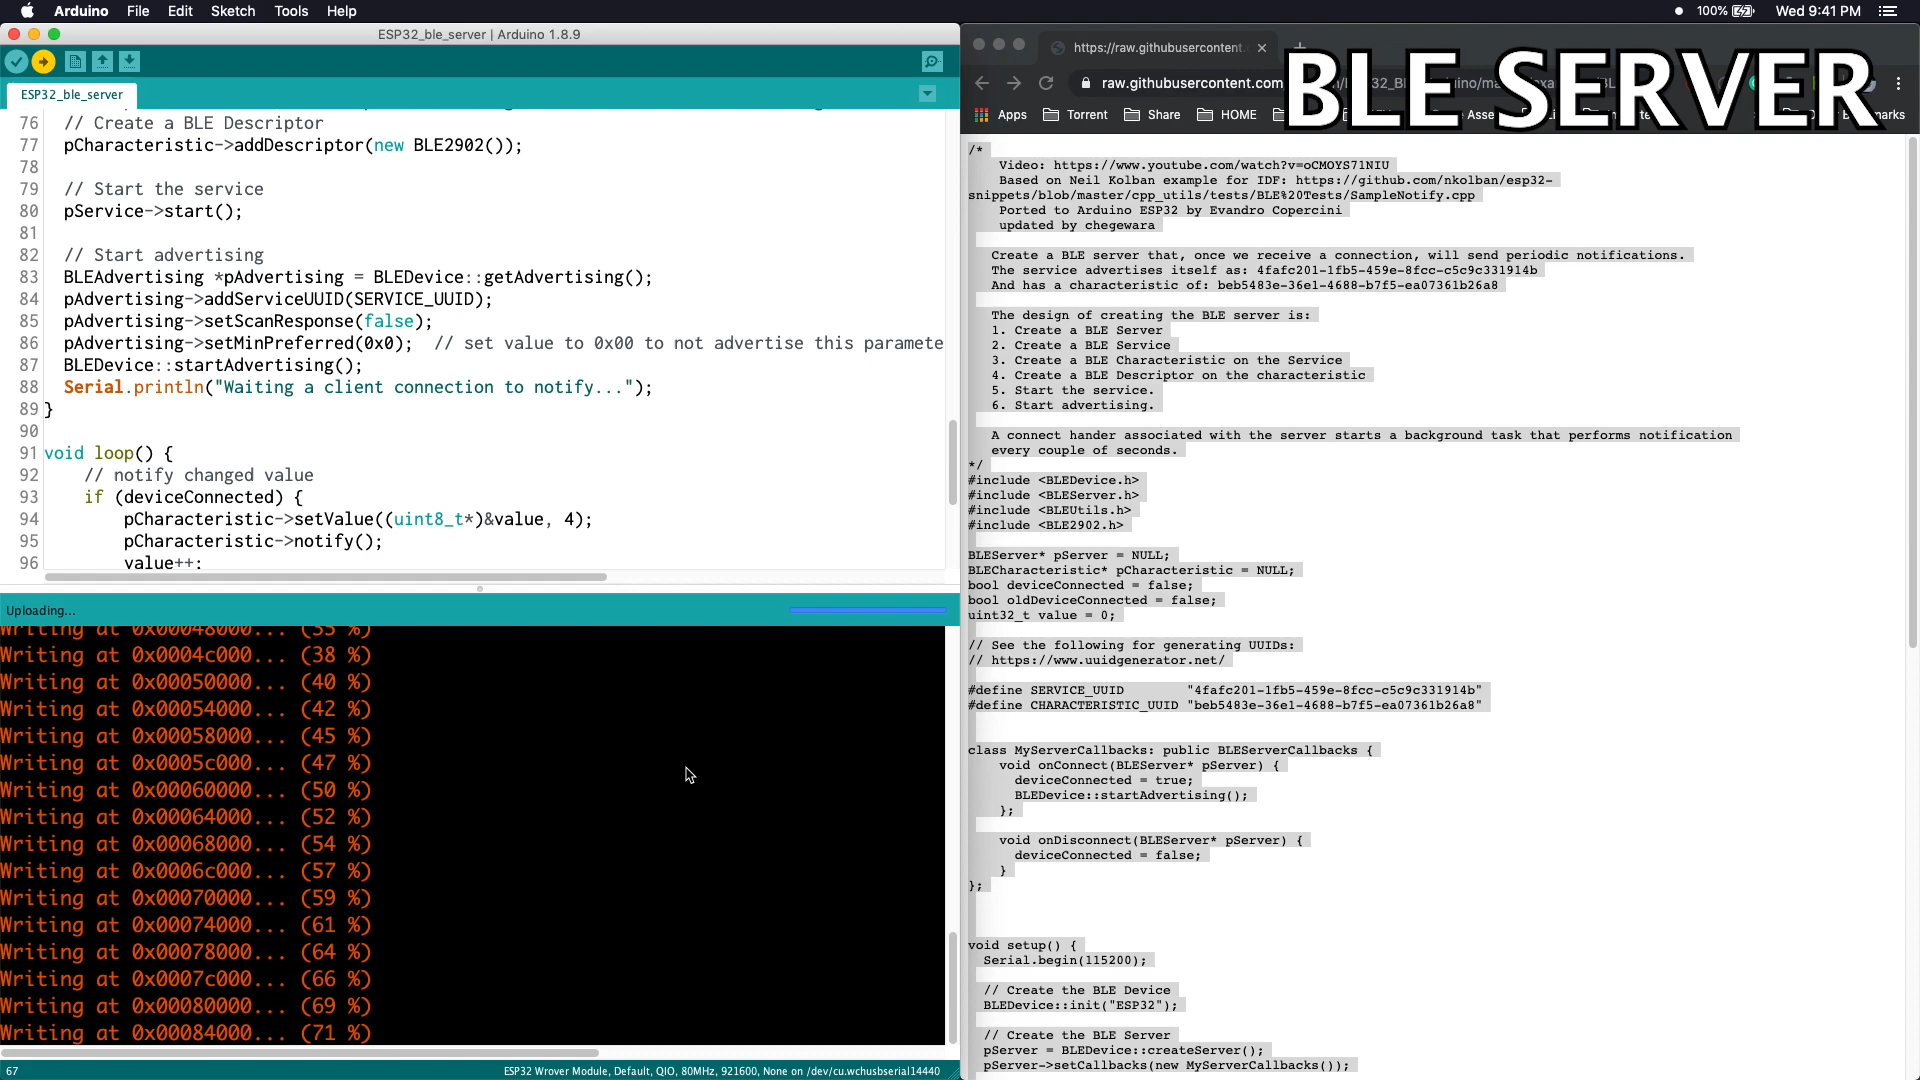 Arduino File Edit Sketch Tools Help
100% Wed 9:41 PM
ESP32_ble_server | Arduino 1.8.9
ESP32_ble_server
76 // Create a BLE Descriptor
77 pCharacteristic->addDescriptor(new BLE2902());
78
79 // Start the service
80 pService->start();
81
82 // Start advertising
83 BLEAdvertising *pAdvertising = BLEDevice::getAdvertising();
84 pAdvertising->addServiceUUID(SERVICE_UUID);
85 pAdvertising->setScanResponse(false);
86 pAdvertising->setMinPreferred(0x0); // set value to 0x00 to not advertise this paramete
87 BLEDevice::startAdvertising();
88 Serial.println("Waiting a client connection to notify...");
89 }
90
91 void loop() {
92 // notify changed value
93 if (deviceConnected) {
94 pCharacteristic->setValue((uint8_t*)&value, 4);
95 pCharacteristic->notify();
96 value++;
Uploading...
Writing at 0x00048000... (35 %)
Writing at 0x0004c000... (38 %)
Writing at 0x00050000... (40 %)
Writing at 0x00054000... (42 %)
Writing at 0x00058000... (45 %)
Writing at 0x0005c000... (47 %)
Writing at 0x00060000... (50 %)
Writing at 0x00064000... (52 %)
Writing at 0x00068000... (54 %)
Writing at 0x0006c000... (57 %)
Writing at 0x00070000... (59 %)
Writing at 0x00074000... (61 %)
Writing at 0x00078000... (64 %)
Writing at 0x0007c000... (66 %)
Writing at 0x00080000... (69 %)
Writing at 0x00084000... (71 %)
67 ESP32 Wrover Module, Default, QIO, 80MHz, 921600, None on /dev/cu.wchusbserial14440
https://raw.githubusercontent.
BLE SERVER
raw.githubusercontent.com
Apps Torrent Share HOME
/*
Video: https://www.youtube.com/watch?v=oCMOYS71NIU
Based on Neil Kolban example for IDF: https://github.com/nkolban/esp32-
snippets/blob/master/cpp_utils/tests/BLE%20Tests/SampleNotify.cpp
Ported to Arduino ESP32 by Evandro Copercini
updated by chegewara
Create a BLE server that, once we receive a connection, will send periodic notifications.
The service advertises itself as: 4fafc201-1fb5-459e-8fcc-c5c9c331914b
And has a characteristic of: beb5483e-36e1-4688-b7f5-ea07361b26a8
The design of creating the BLE server is:
1. Create a BLE Server
2. Create a BLE Service
3. Create a BLE Characteristic on the Service
4. Create a BLE Descriptor on the characteristic
5. Start the service.
6. Start advertising.
A connect hander associated with the server starts a background task that performs notification
every couple of seconds.
*/
#include <BLEDevice.h>
#include <BLEServer.h>
#include <BLEUtils.h>
#include <BLE2902.h>
BLEServer* pServer = NULL;
BLECharacteristic* pCharacteristic = NULL;
bool deviceConnected = false;
bool oldDeviceConnected = false;
uint32_t value = 0;
// See the following for generating UUIDs:
// https://www.uuidgenerator.net/
#define SERVICE_UUID "4fafc201-1fb5-459e-8fcc-c5c9c331914b"
#define CHARACTERISTIC_UUID "beb5483e-36e1-4688-b7f5-ea07361b26a8"
class MyServerCallbacks: public BLEServerCallbacks {
void onConnect(BLEServer* pServer) {
deviceConnected = true;
BLEDevice::startAdvertising();
};
void onDisconnect(BLEServer* pServer) {
deviceConnected = false;
}
};
void setup() {
Serial.begin(115200);
// Create the BLE Device
BLEDevice::init("ESP32");
// Create the BLE Server
pServer = BLEDevice::createServer();
pServer->setCallbacks(new MyServerCallbacks());